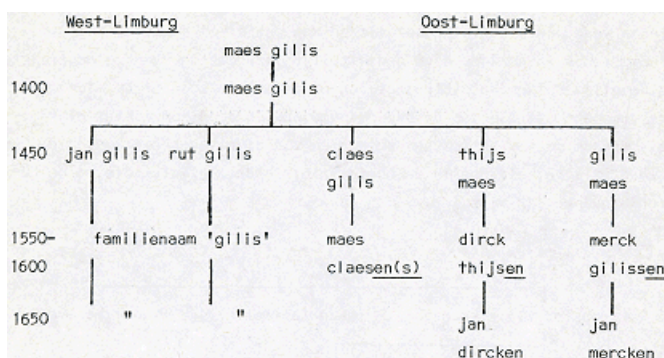 West-Limburg Oost-Limburg
maes gilis
1400 maes gilis
1450 jan gilis rut gilis claes thijs gilis
gilis maes maes
1550- familienaam 'gilis' maes dirck merck
1600 claesen(s) thijsen gilissen
1650 " " jan jan
dircken mercken